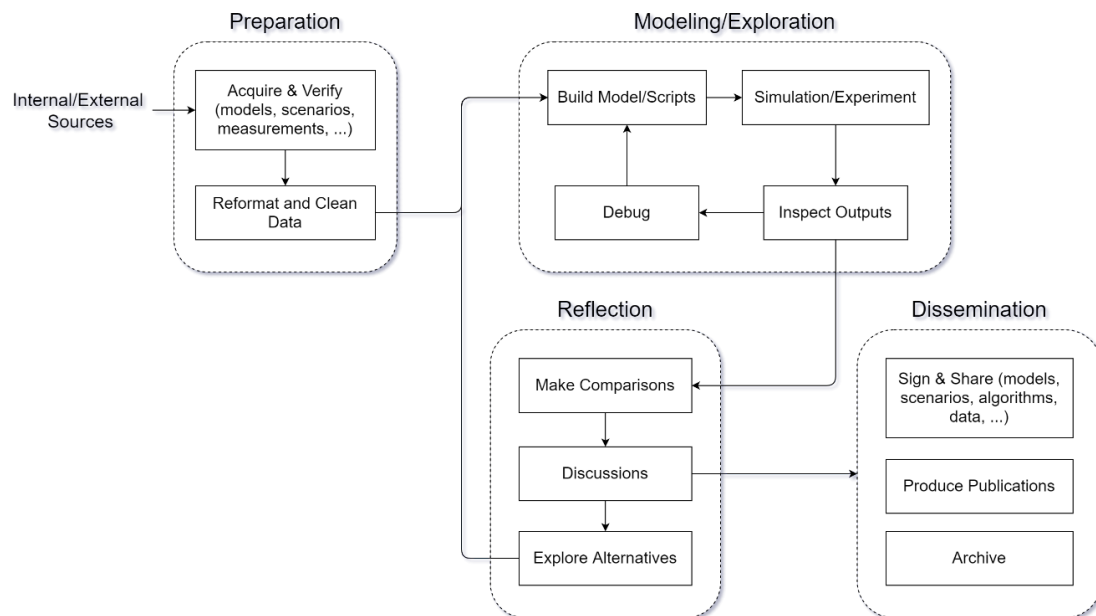 Preparation
Modeling/Exploration
Internal/External
Sources
Acquire & Verify
(models, scenarios,
measurements, ...)
Reformat and Clean
Data
Build Model/Scripts
Simulation/Experiment
Debug
Inspect Outputs
Reflection
Dissemination
Make Comparisons
Discussions
Explore Alternatives
Sign & Share (models,
scenarios, algorithms,
data, ...)
Produce Publications
Archive